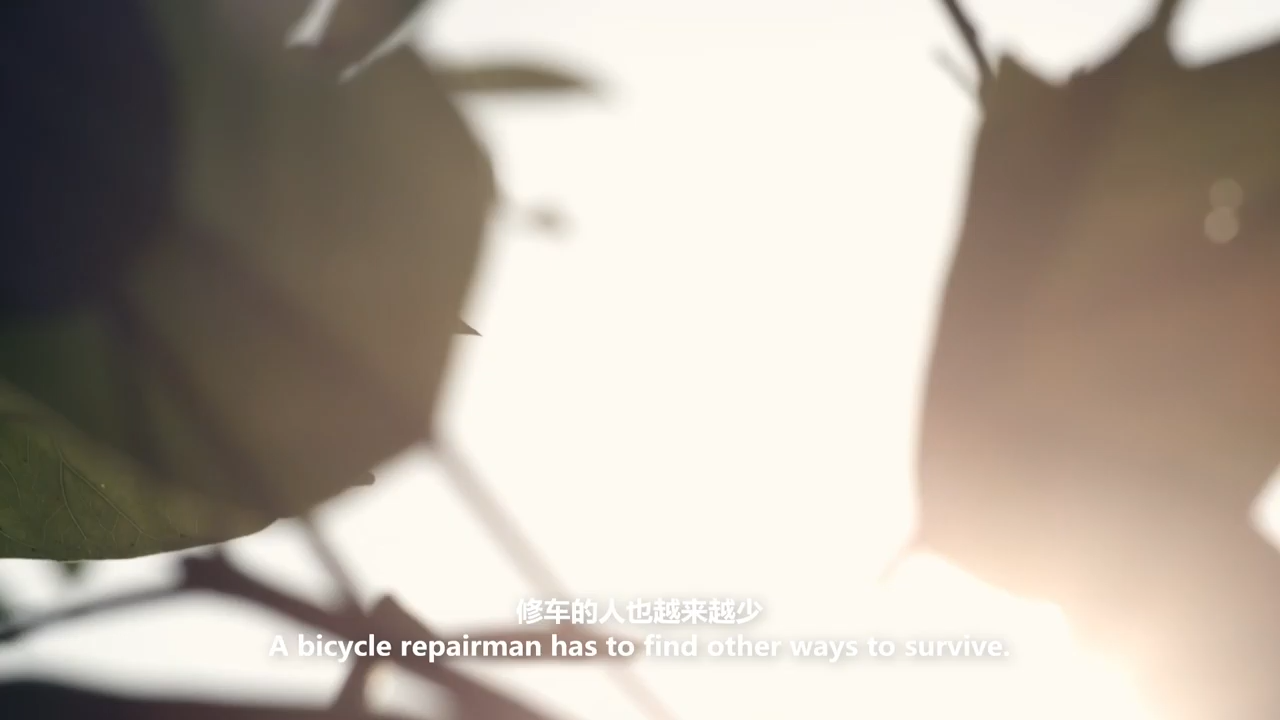 修车的人也越来越少
A bicycle repairman has to find other ways to survive.